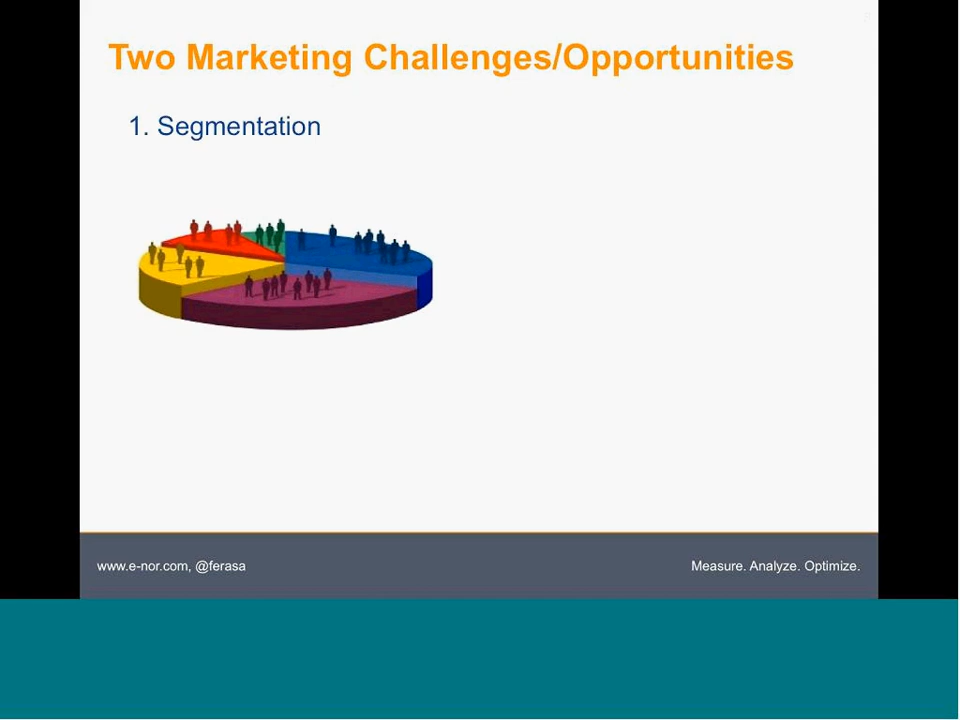 Two Marketing Challenges/Opportunities
1. Segmentation
www.e-nor.com, @ferasa
Measure. Analyze. Optimize.